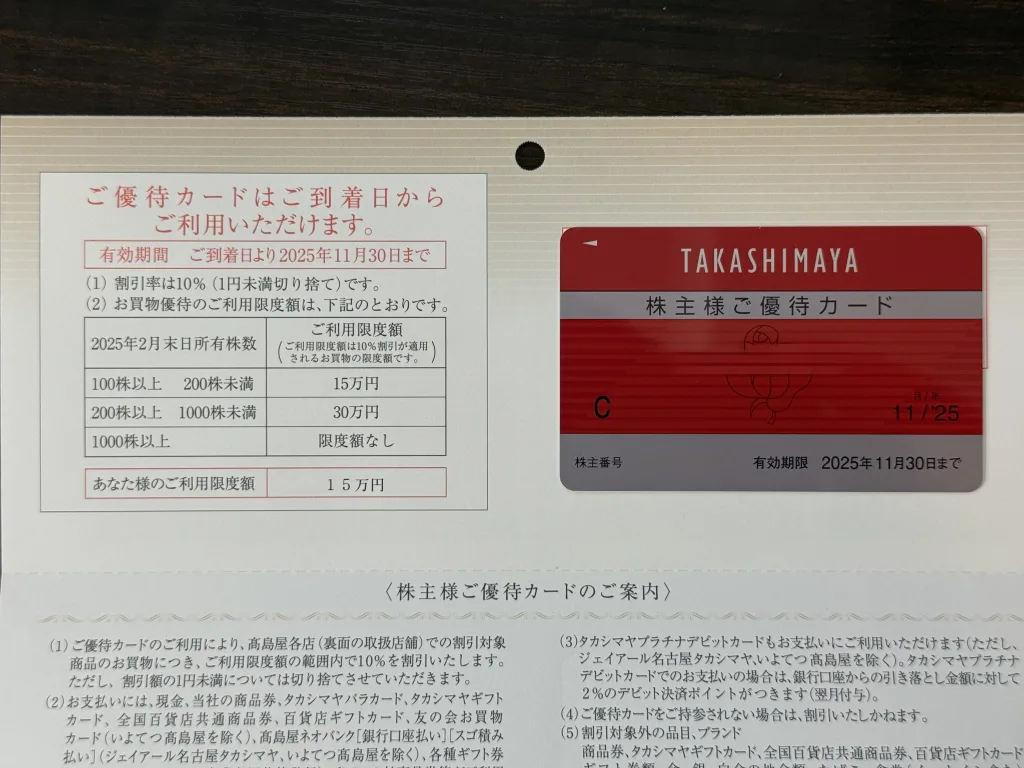 ご優待カードはご到着日から
ご利用いただけます。
有効期間 ご到着日より2025年11月30日まで
(1) 割引率は10%(1円未満切り捨て)です。
(2) お買物優待のご利用限度額は、下記のとおりです。
2025年2月末日所有株数
ご利用限度額
(ご利用限度額は10%割引が適用
されるお買物の限度額です。)
100株以上 200株未満 15万円
200株以上 1000株未満 30万円
1000株以上 限度額なし
あなた様のご利用限度額 15万円
TAKASHIMAYA
株主様ご優待カード
C
月/年
11/'25
株主番号 有効期限 2025年11月30日まで
〈株主様ご優待カードのご案内〉
(1)ご優待カードのご利用により、髙島屋各店(裏面の取扱店舗)での割引対象
商品のお買物につき、ご利用限度額の範囲内で10%を割引いたします。
ただし、割引額の1円未満については切り捨てさせていただきます。
(2)お支払いには、現金、当社の商品券、タカシマヤバラカード、タカシマヤギフト
カード、全国百貨店共通商品券、百貨店ギフトカード、友の会お買物
カード(いよてつ髙島屋を除く)、髙島屋ネオバンク[銀行口座払い][スゴ積み
払い](ジェイアール名古屋タカシマヤ、いよてつ髙島屋を除く)、各種ギフト券
(3)タカシマヤプラチナデビットカードもお支払いにご利用いただけます(ただし、
ジェイアール名古屋タカシマヤ、いよてつ髙島屋を除く)。タカシマヤプラチナ
デビットカードでのお支払いの場合は、銀行口座からの引き落とし金額に対して
2%のデビット決済ポイントがつきます(翌月付与)。
(4)ご優待カードをご持参されない場合は、割引いたしかねます。
(5)割引対象外の品目、ブランド
商品券、タカシマヤギフトカード、全国百貨店共通商品券、百貨店ギフトカード